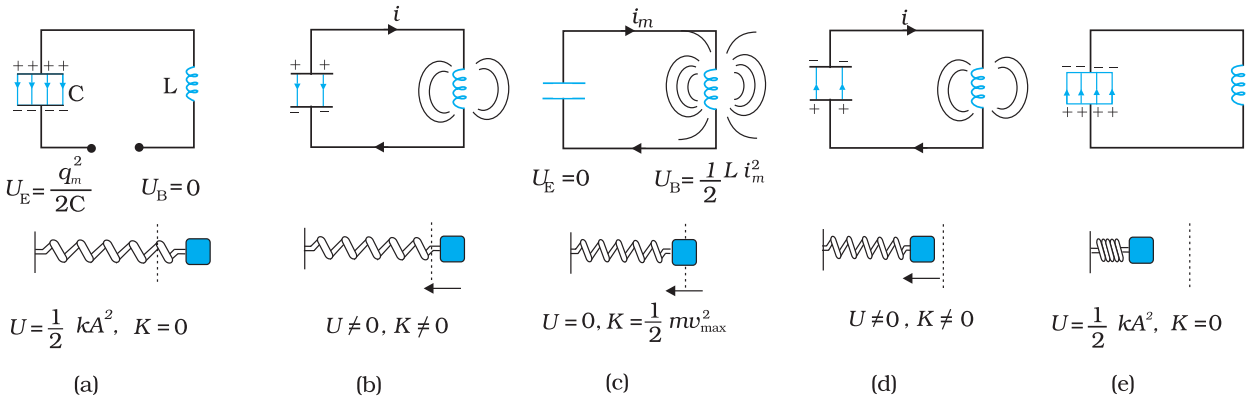 + + + +
C
L
− − − −
U_E = q_m^2 / 2C
U_B = 0
U = 1/2 kA^2, K = 0
(a)
i
+ +
− −
U ≠ 0, K ≠ 0
(b)
i_m
U_E = 0
U_B = 1/2 L i_m^2
U = 0, K = 1/2 mv_max^2
(c)
i
− −
+ +
U ≠ 0, K ≠ 0
(d)
− − − −
+ + + +
U = 1/2 kA^2, K = 0
(e)